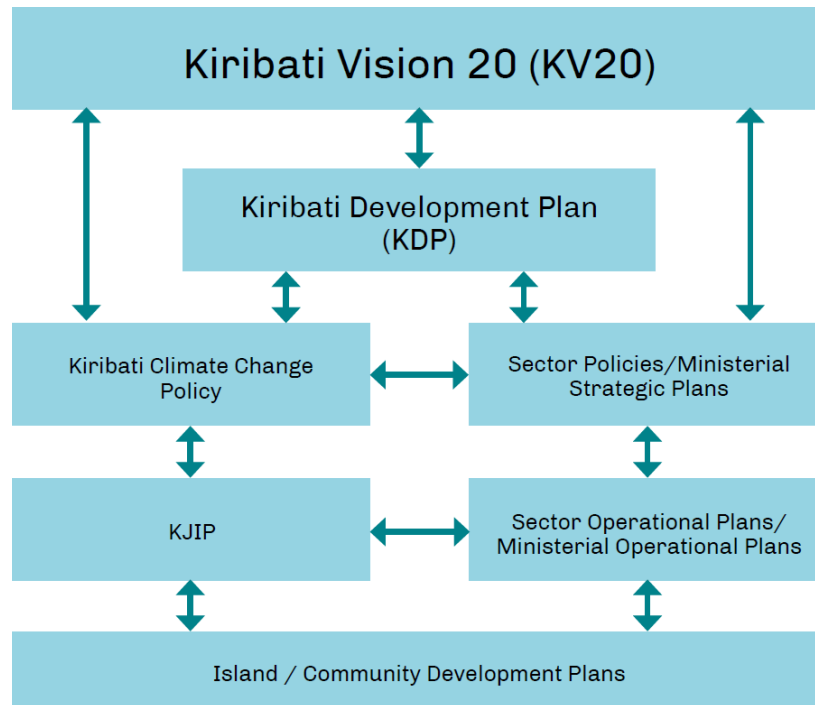 Kiribati Vision 20 (KV20)
Kiribati Development Plan
(KDP)
Kiribati Climate Change
Policy
Sector Policies/Ministerial
Strategic Plans
KJIP
Sector Operational Plans/
Ministerial Operational Plans
Island / Community Development Plans